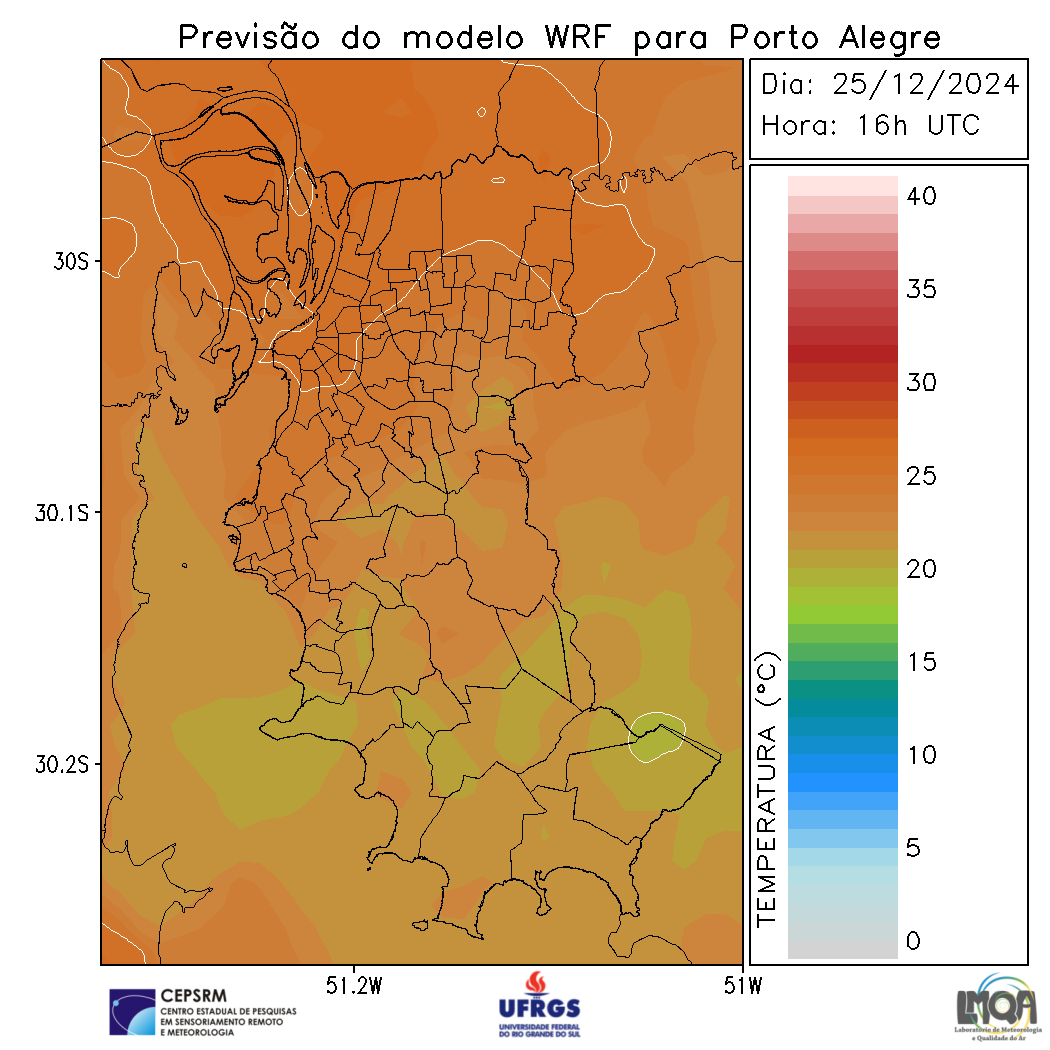 Previsão do modelo WRF para Porto Alegre
Dia: 25/12/2024
Hora: 16h UTC
40
35
30
25
20
15
10
5
0
TEMPERATURA (°C)
30S
30.1S
30.2S
51.2W
51W
CEPSRM
CENTRO ESTADUAL DE PESQUISAS
EM SENSORIAMENTO REMOTO
E METEOROLOGIA
UFRGS
UNIVERSIDADE FEDERAL
DO RIO GRANDE DO SUL
LMQA
Laboratório de Meteorologia
e Qualidade do Ar